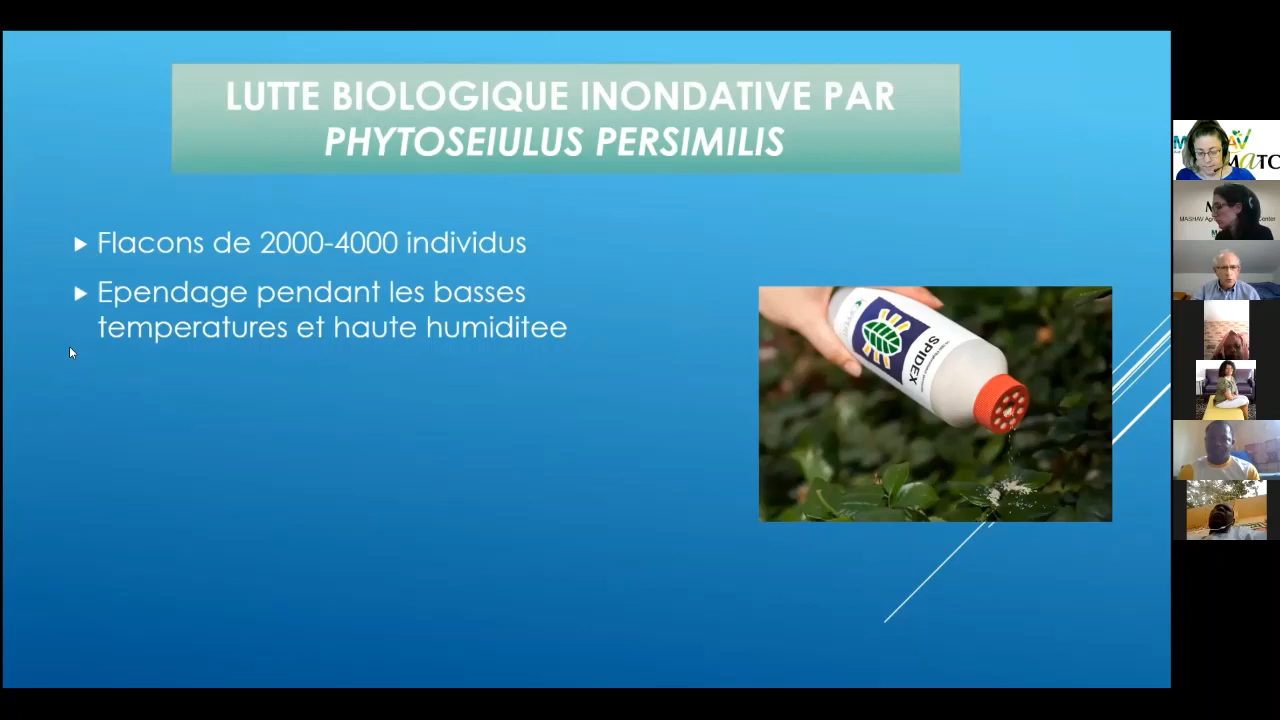 LUTTE BIOLOGIQUE INONDATIVE PAR
PHYTOSEIULUS PERSIMILIS
Flacons de 2000-4000 individus
Ependage pendant les basses
temperatures et haute humiditee
SPIDEX